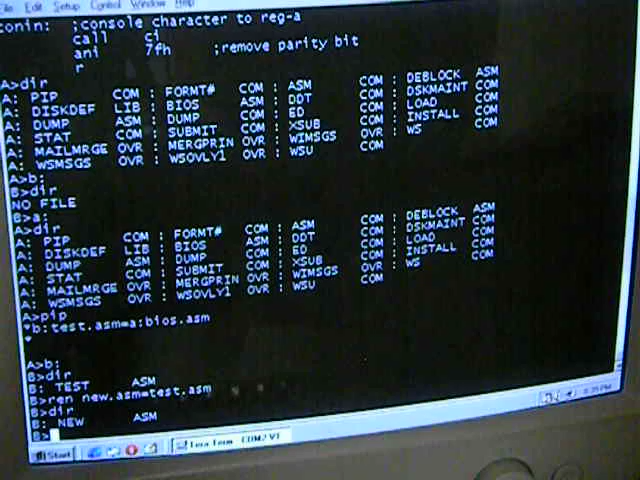 File Edit Setup Control Window Help
conin: ;console character to reg-a
call ci
ani 7fh ;remove parity bit
r
A>dir
A: PIP COM : FORMT# COM : ASM COM : DEBLOCK ASM
A: DISKDEF LIB : BIOS ASM : DDT COM : DSKMAINT COM
A: DUMP ASM : DUMP COM : ED COM : LOAD COM
A: STAT COM : SUBMIT COM : XSUB COM : INSTALL COM
A: MAILMRGE OVR : MERGPRIN OVR : WIMSGS OVR : WS COM
A: WSMSGS OVR : WSOVLY1 OVR : WSU COM
A>b:
B>dir
NO FILE
B>a:
A>dir
A: PIP COM : FORMT# COM : ASM COM : DEBLOCK ASM
A: DISKDEF LIB : BIOS ASM : DDT COM : DSKMAINT COM
A: DUMP ASM : DUMP COM : ED COM : LOAD COM
A: STAT COM : SUBMIT COM : XSUB COM : INSTALL COM
A: MAILMRGE OVR : MERGPRIN OVR : WIMSGS OVR : WS COM
A: WSMSGS OVR : WSOVLY1 OVR : WSU COM
A>pip
*b:test.asm=a:bios.asm
*
A>b:
B>dir
B: TEST ASM
B>ren new.asm=test.asm
B>dir
B: NEW ASM
B>
Start Tera Term - COM2 VT